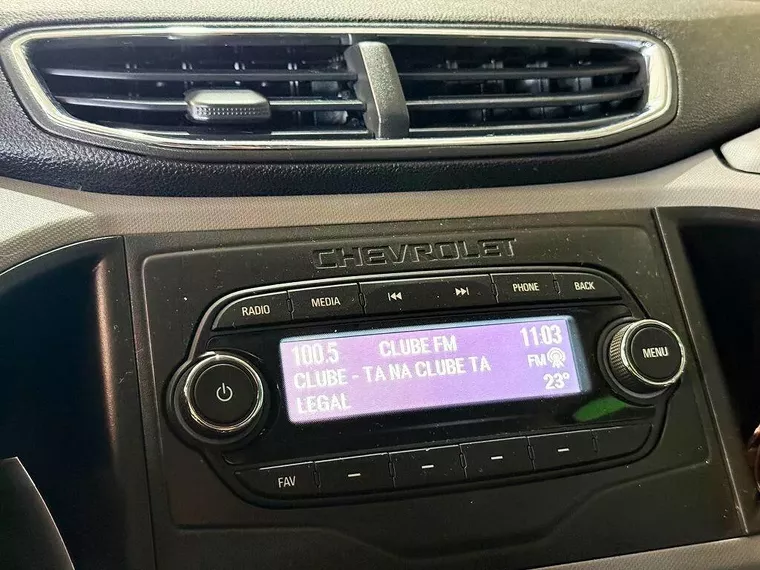 CHEVROLET
RADIO MEDIA PHONE BACK
100.5 CLUBE FM 11:03
CLUBE - TA NA CLUBE TA FM
LEGAL 23°
MENU
FAV